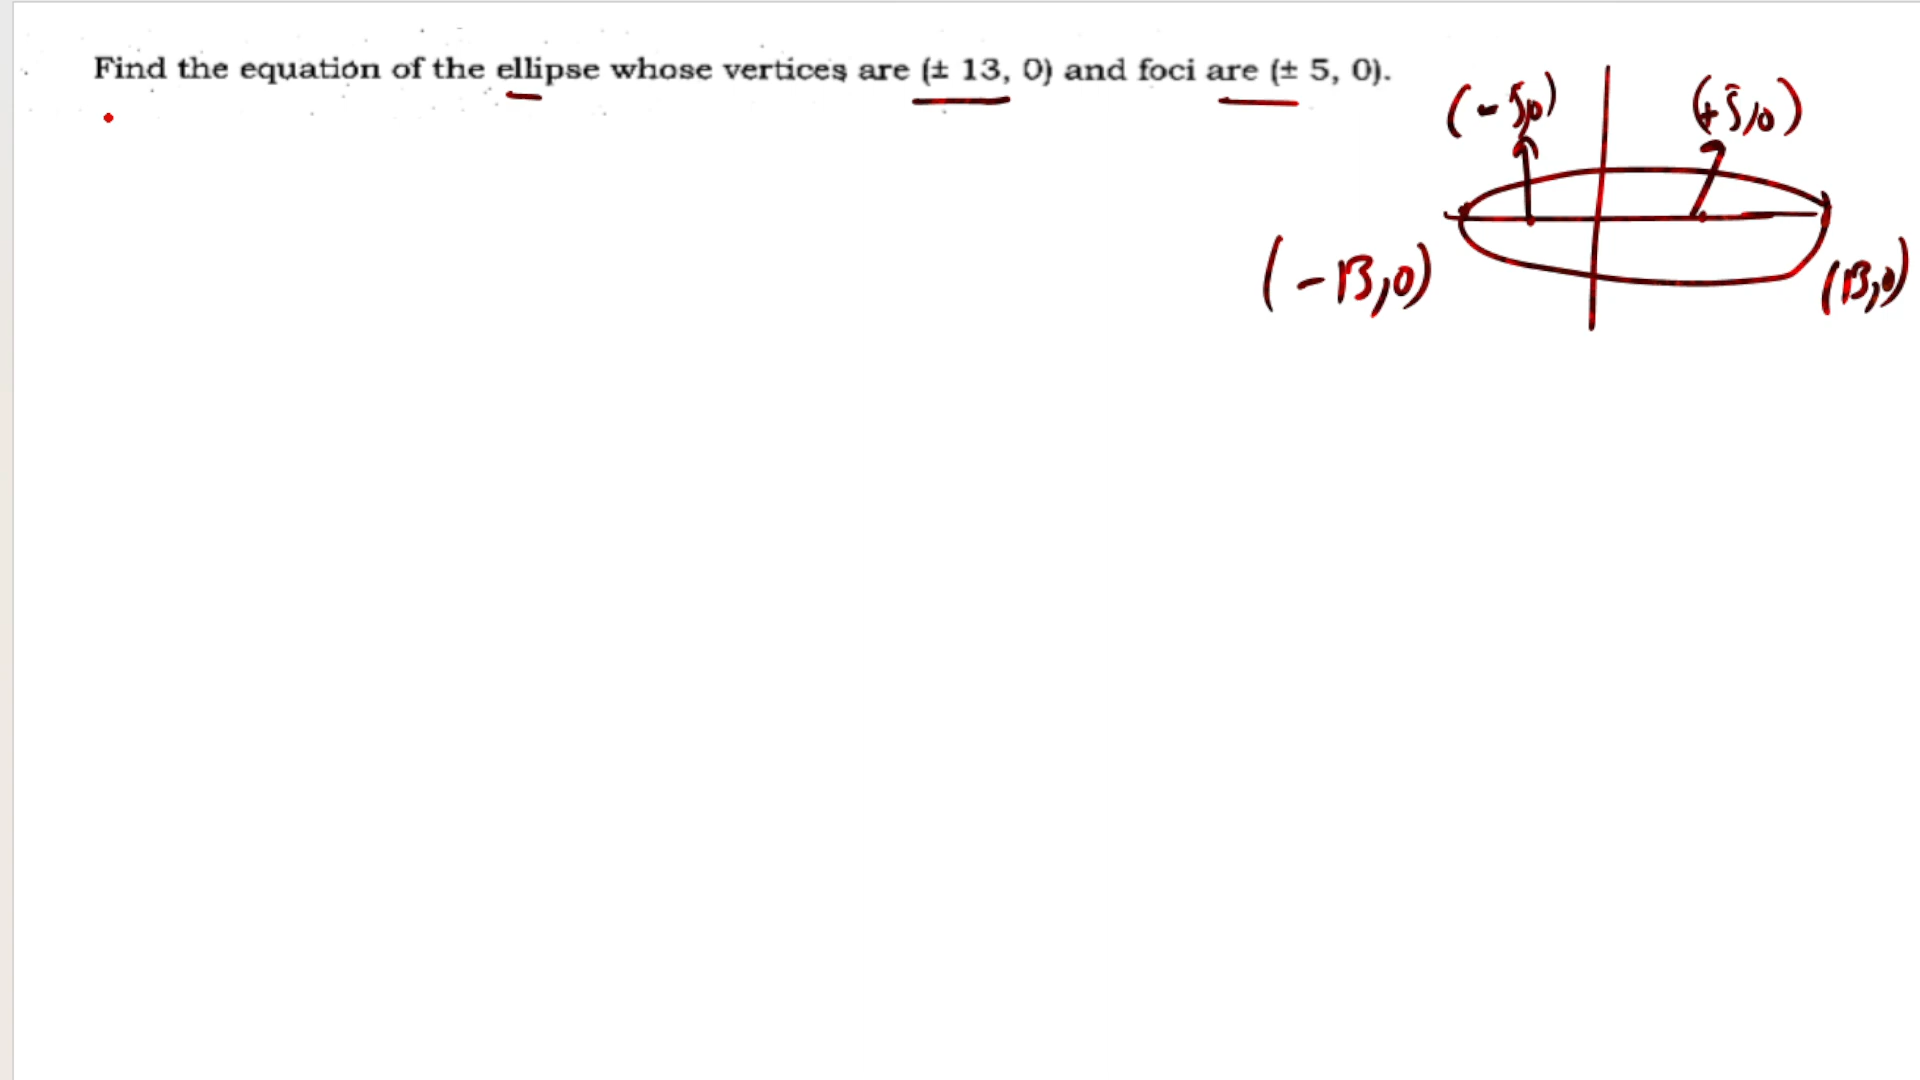 Find the equation of the ellipse whose vertices are (± 13, 0) and foci are (± 5, 0).
(-5,0) (+5,0)
(-13,0) (13,0)